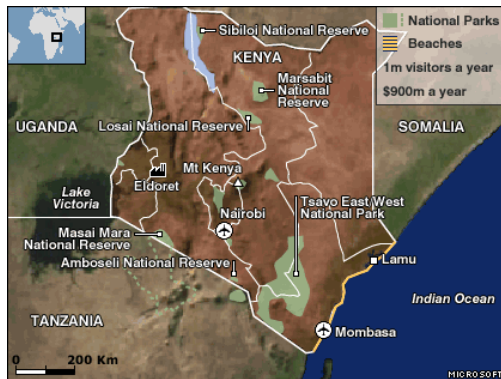 Sibiloi National Reserve
National Parks
Beaches
1m visitors a year
$900m a year
KENYA
Marsabit
National
Reserve
UGANDA
Losai National Reserve
SOMALIA
Mt Kenya
Eldoret
Lake
Victoria
Tsavo East West
National Park
Nairobi
Masai Mara
National Reserve
Amboseli National Reserve
Lamu
Indian Ocean
TANZANIA
Mombasa
0
200 Km
MICROSOFT